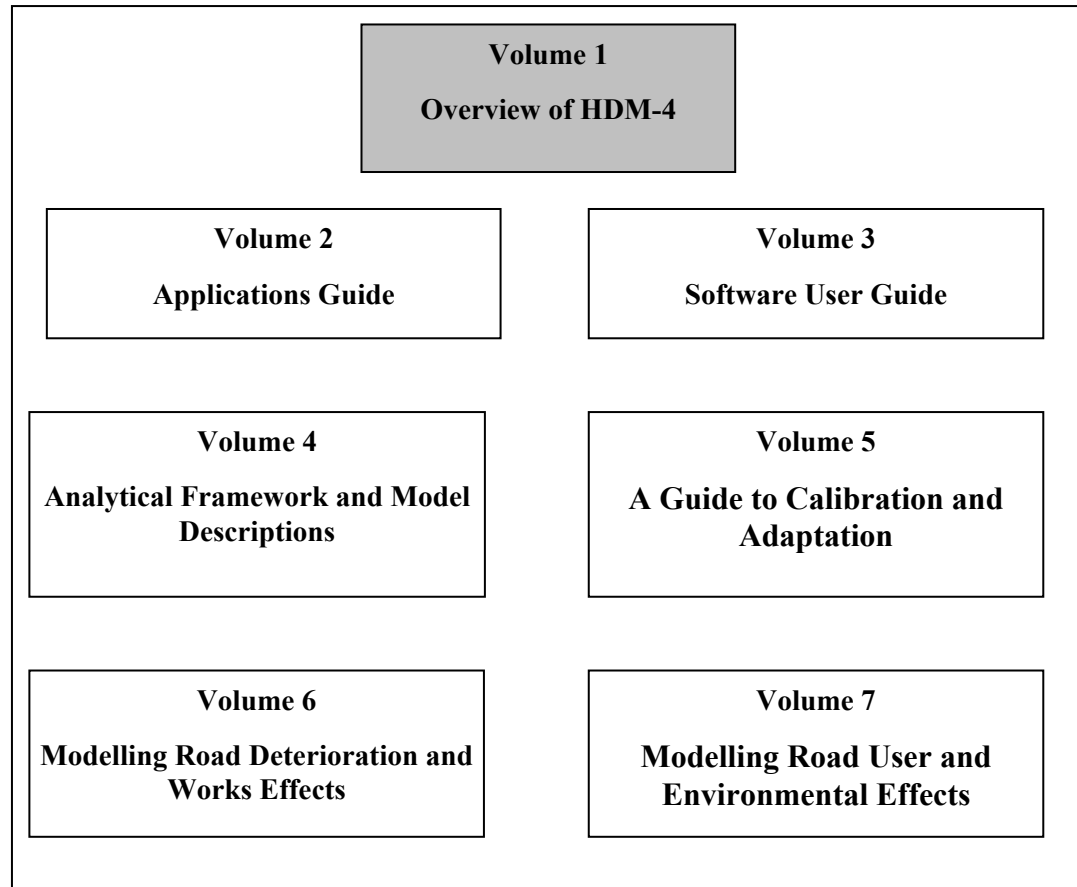 Volume 1
Overview of HDM-4
Volume 2
Applications Guide
Volume 3
Software User Guide
Volume 4
Analytical Framework and Model
Descriptions
Volume 5
A Guide to Calibration and
Adaptation
Volume 6
Modelling Road Deterioration and
Works Effects
Volume 7
Modelling Road User and
Environmental Effects